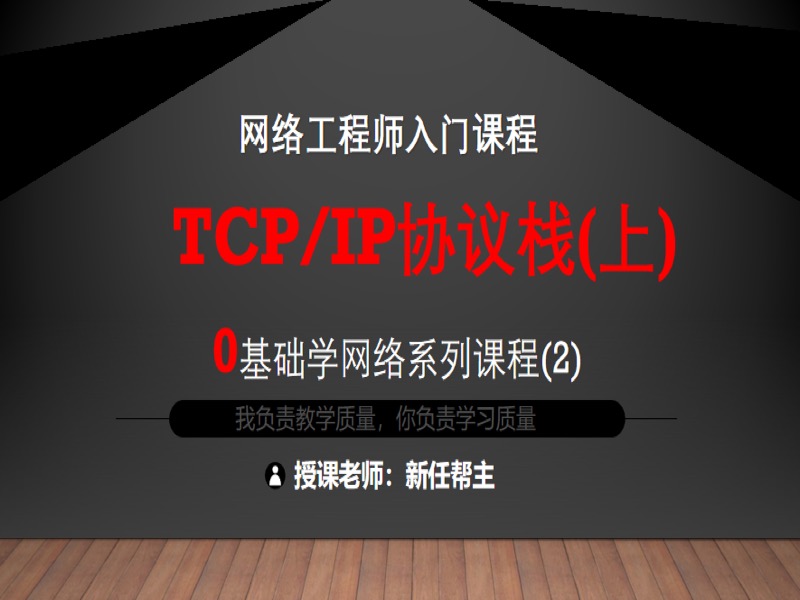 网络工程师入门课程
TCP/IP协议栈(上)
0基础学网络系列课程(2)
我负责教学质量，你负责学习质量
授课老师：新任帮主